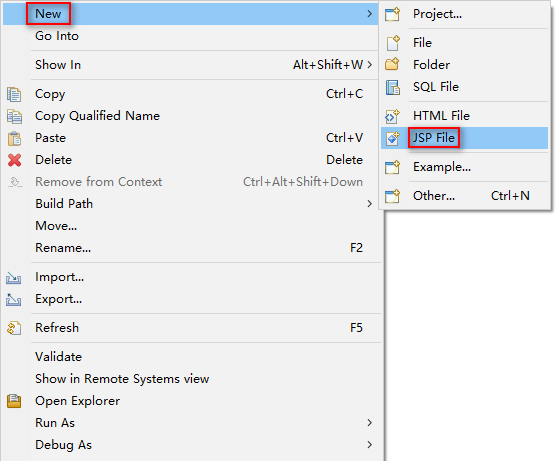 New
Go Into
Show In Alt+Shift+W
Copy Ctrl+C
Copy Qualified Name
Paste Ctrl+V
Delete Delete
Remove from Context Ctrl+Alt+Shift+Down
Build Path
Move...
Rename... F2
Import...
Export...
Refresh F5
Validate
Show in Remote Systems view
Open Explorer
Run As
Debug As
Project...
File
Folder
SQL File
HTML File
JSP File
Example...
Other... Ctrl+N